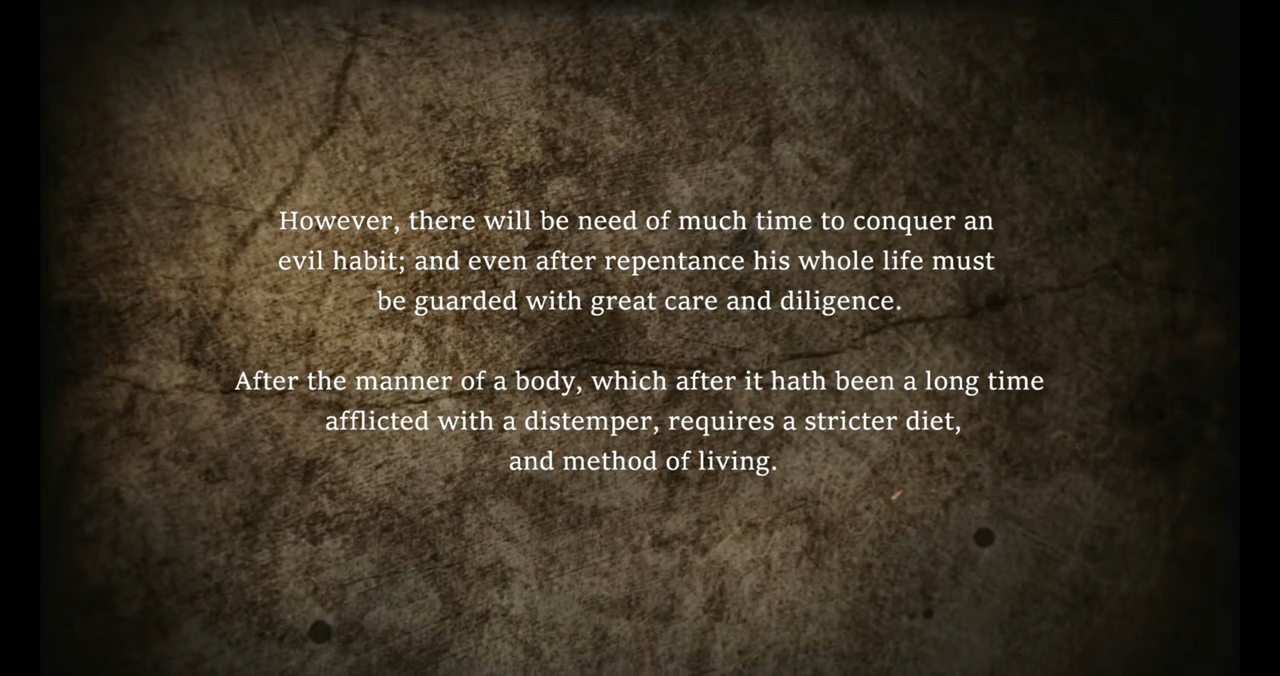 However, there will be need of much time to conquer an
evil habit; and even after repentance his whole life must
be guarded with great care and diligence.
After the manner of a body, which after it hath been a long time
afflicted with a distemper, requires a stricter diet,
and method of living.